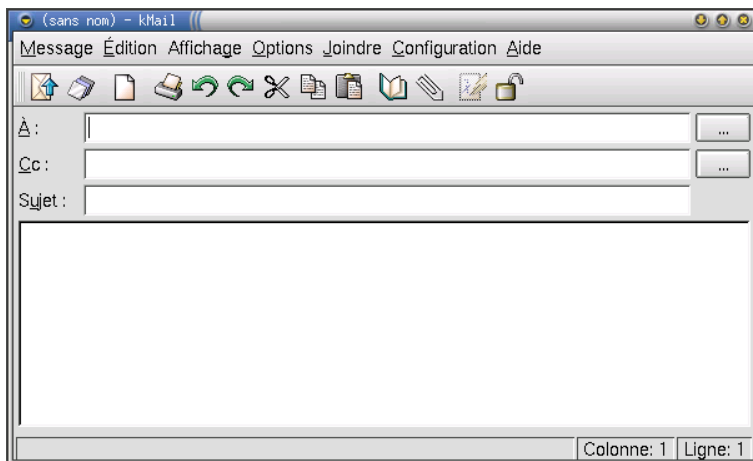 (sans nom) - kMail
Message Édition Affichage Options Joindre Configuration Aide
À :
...
Cc :
...
Sujet :
Colonne: 1 Ligne: 1